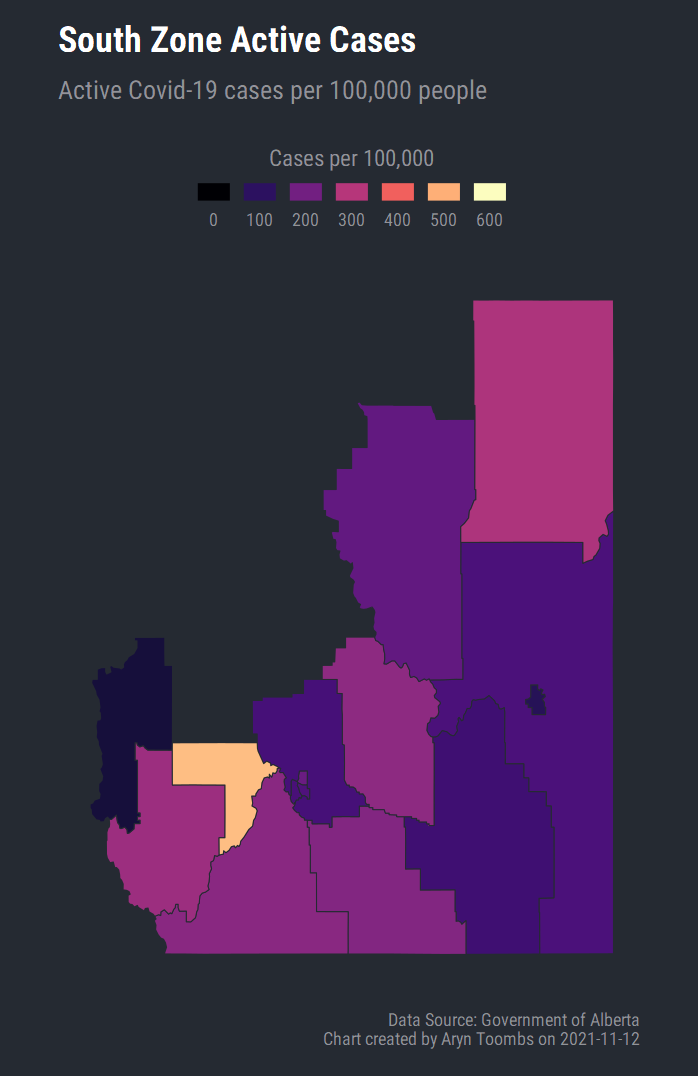 South Zone Active Cases
Active Covid-19 cases per 100,000 people
Cases per 100,000
0 100 200 300 400 500 600
Data Source: Government of Alberta
Chart created by Aryn Toombs on 2021-11-12